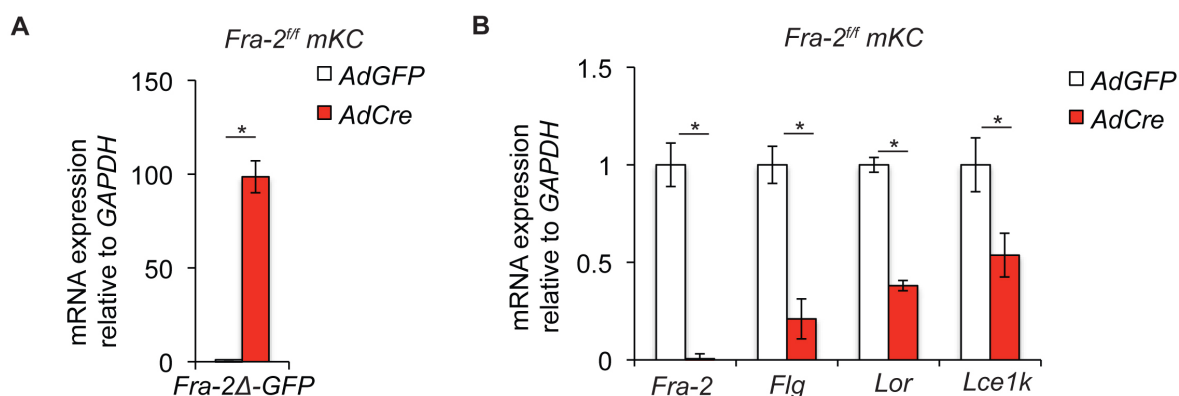 A
Fra-2f/f mKC
AdGFP
AdCre
150
100
50
0
*
mRNA expression
relative to GAPDH
Fra-2Δ-GFP
B
Fra-2f/f mKC
AdGFP
AdCre
1.5
1
0.5
0
* * * *
mRNA expression
relative to GAPDH
Fra-2 Flg Lor Lce1k